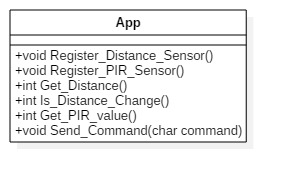 App
+void Register_Distance_Sensor()
+void Register_PIR_Sensor()
+int Get_Distance()
+int Is_Distance_Change()
+int Get_PIR_value()
+void Send_Command(char command)